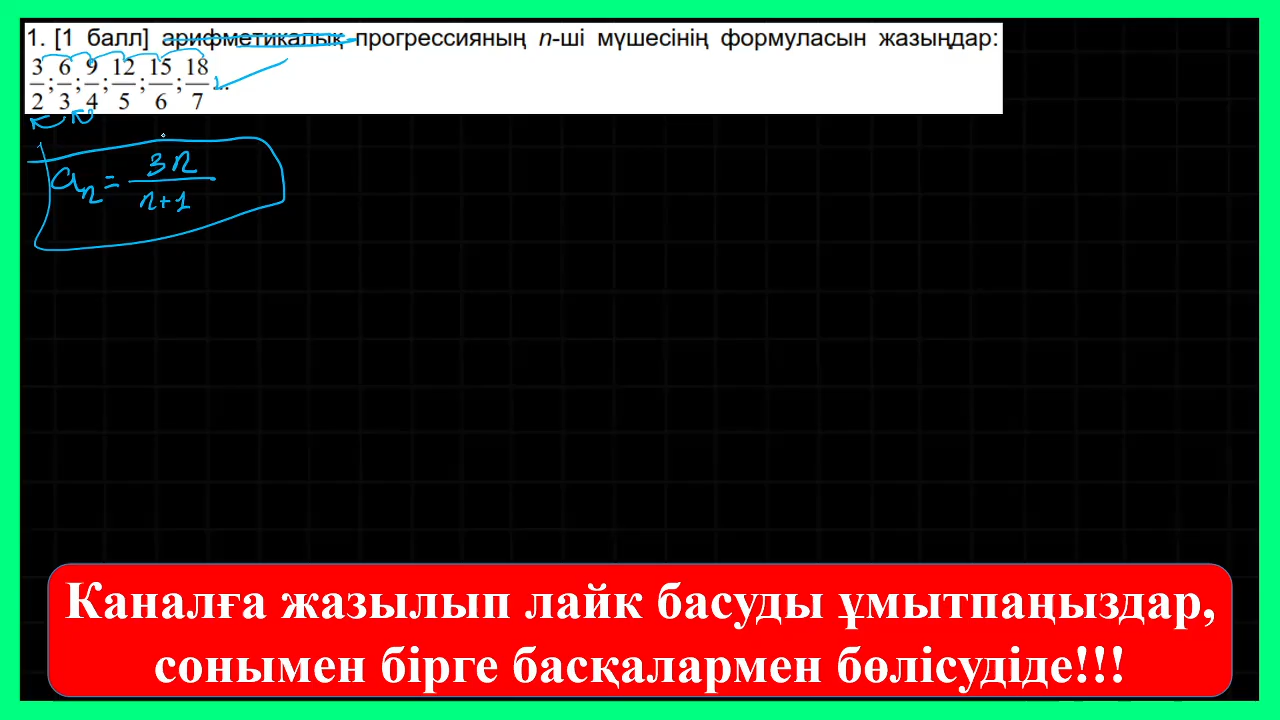 1. [1 балл] арифметикалық прогрессияның n-ші мүшесінің формуласын жазыңдар:
3/2; 6/3; 9/4; 12/5; 15/6; 18/7 ...
aₙ = 3n/(n+1)
Каналға жазылып лайк басуды ұмытпаңыздар,
сонымен бірге басқалармен бөлісудіде!!!